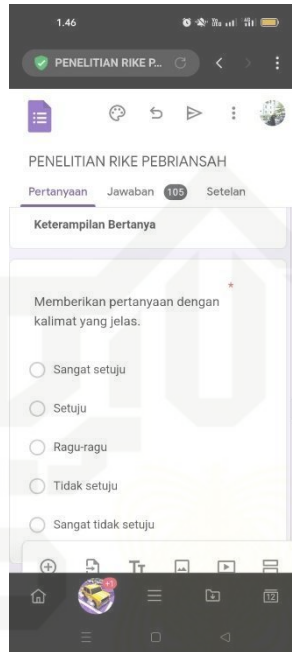 1.46
PENELITIAN RIKE P...
PENELITIAN RIKE PEBRIANSAH
Pertanyaan Jawaban 105 Setelan
Keterampilan Bertanya
*
Memberikan pertanyaan dengan
kalimat yang jelas.
Sangat setuju
Setuju
Ragu-ragu
Tidak setuju
Sangat tidak setuju
Tт
+1
12